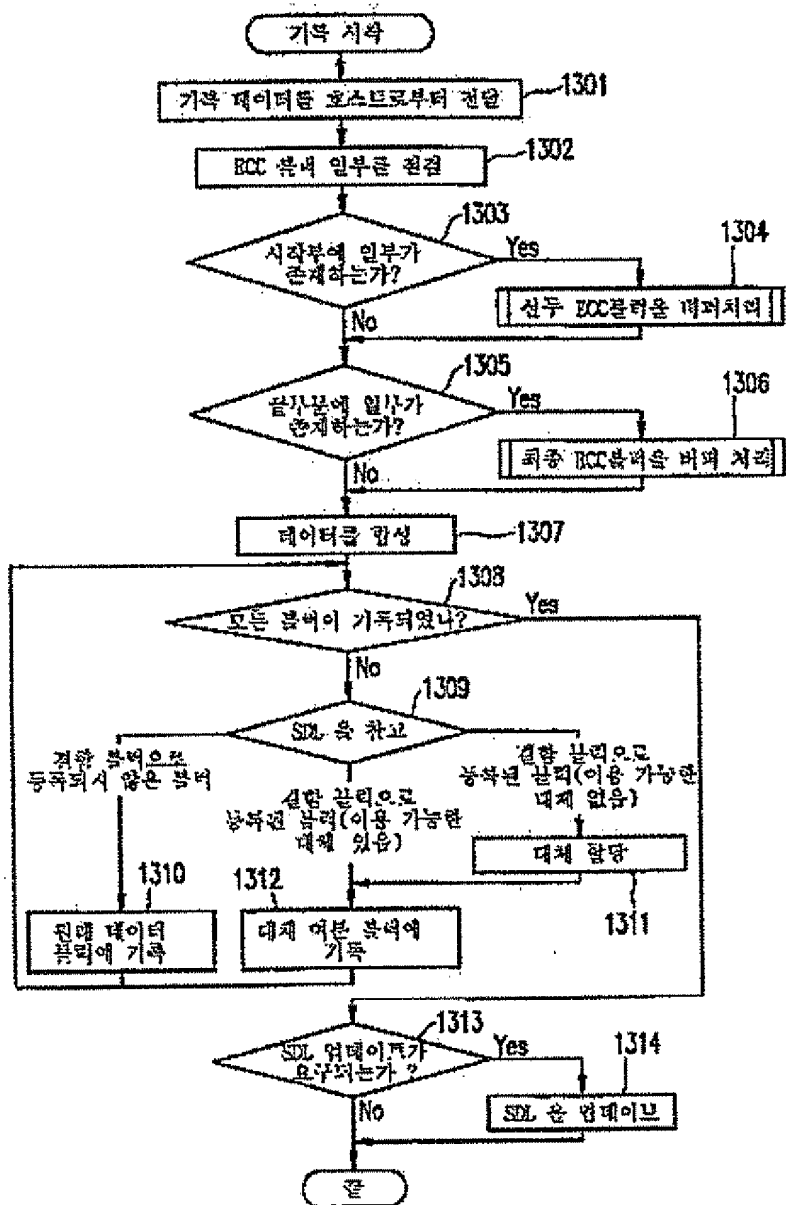 기록 시작
기록 데이터를 호스트로부터 전달
1301
ECC 블내 일부를 점검
1302
1303
시작부에 일부가
존재하는가?
Yes
1304
선두 ECC블럭을 버퍼처리
No
1305
끝부분에 일부가
존재하는가?
Yes
1306
최종 ECC블럭을 버퍼 처리
No
데이터를 합성
1307
1308
모든 블럭이 기록되었나?
Yes
No
1309
SDL 을 참고
결함 블럭으로
등록되지 않은 블럭
결함 블럭으로
등록된 블럭(이용 가능한
대체 있음)
결함 블럭으로
등록된 블럭(이용 가능한
대체 없음)
대체 할당
1311
1310
원래 데이터
블럭에 기록
1312
대체 여분 블럭에
기록
1313
SDL 업데이트가
요구되는가 ?
Yes
1314
SDL 을 업데이트
No
끝